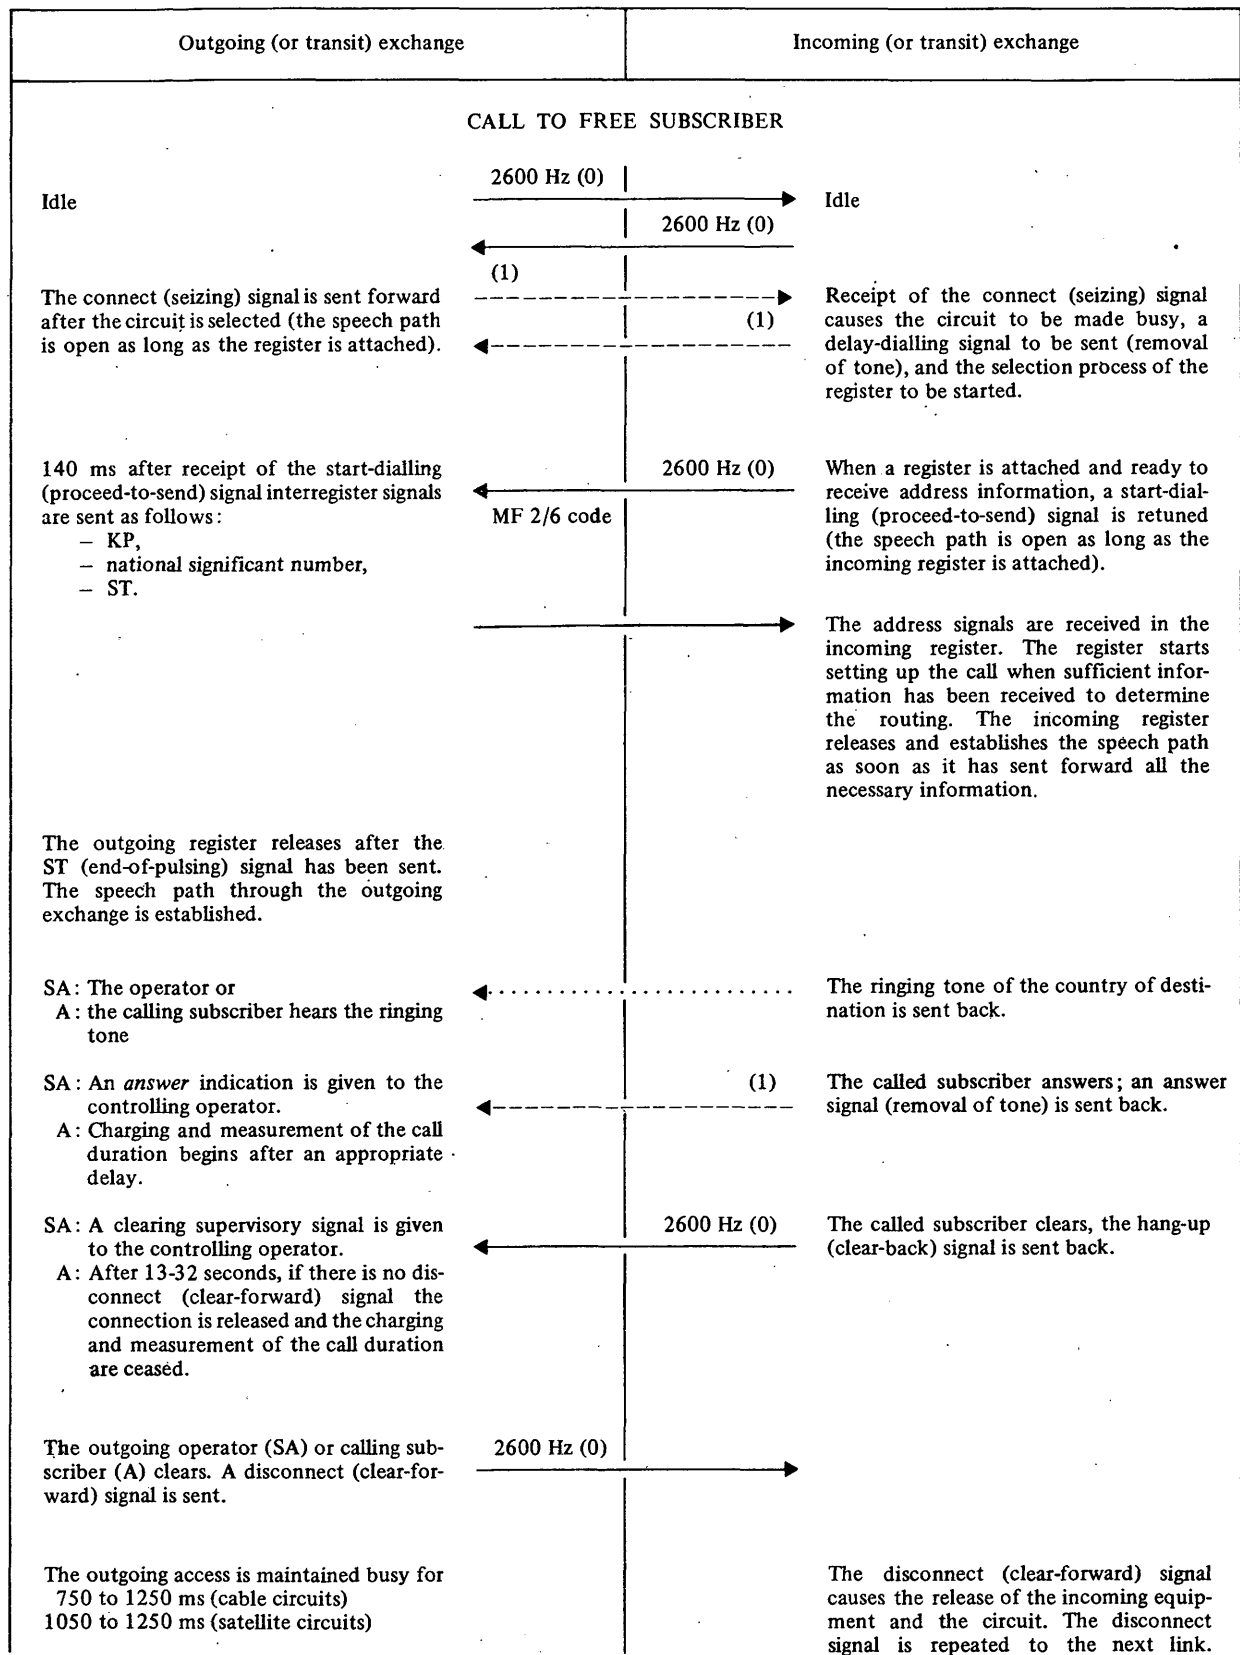 Outgoing (or transit) exchange
Incoming (or transit) exchange
CALL TO FREE SUBSCRIBER
2600 Hz (0)
Idle
Idle
2600 Hz (0)
(1)
The connect (seizing) signal is sent forward
after the circuit is selected (the speech path
is open as long as the register is attached).
(1)
Receipt of the connect (seizing) signal
causes the circuit to be made busy, a
delay-dialling signal to be sent (removal
of tone), and the selection process of the
register to be started.
140 ms after receipt of the start-dialling
(proceed-to-send) signal interregister signals
are sent as follows:
– KP,
– national significant number,
– ST.
2600 Hz (0)
MF 2/6 code
When a register is attached and ready to
receive address information, a start-dial-
ling (proceed-to-send) signal is retuned
(the speech path is open as long as the
incoming register is attached).
The address signals are received in the
incoming register. The register starts
setting up the call when sufficient infor-
mation has been received to determine
the routing. The incoming register
releases and establishes the speech path
as soon as it has sent forward all the
necessary information.
The outgoing register releases after the
ST (end-of-pulsing) signal has been sent.
The speech path through the outgoing
exchange is established.
SA: The operator or
A: the calling subscriber hears the ringing
tone
The ringing tone of the country of desti-
nation is sent back.
SA: An answer indication is given to the
controlling operator.
A: Charging and measurement of the call
duration begins after an appropriate
delay.
(1)
The called subscriber answers; an answer
signal (removal of tone) is sent back.
SA: A clearing supervisory signal is given
to the controlling operator.
A: After 13-32 seconds, if there is no dis-
connect (clear-forward) signal the
connection is released and the charging
and measurement of the call duration
are ceased.
2600 Hz (0)
The called subscriber clears, the hang-up
(clear-back) signal is sent back.
The outgoing operator (SA) or calling sub-
scriber (A) clears. A disconnect (clear-for-
ward) signal is sent.
2600 Hz (0)
The outgoing access is maintained busy for
750 to 1250 ms (cable circuits)
1050 to 1250 ms (satellite circuits)
The disconnect (clear-forward) signal
causes the release of the incoming equip-
ment and the circuit. The disconnect
signal is repeated to the next link.